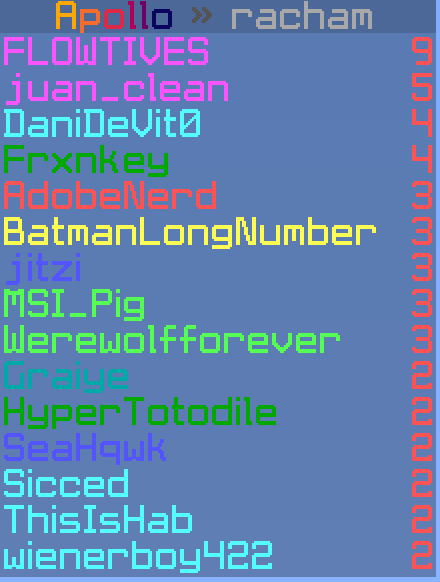 Apollo » racham
FLOWTIVES 9
juan_clean 5
DaniDeVit0 4
Frxnkey 4
AdobeNerd 3
BatmanLongNumber 3
jitzi 3
MSI_Pig 3
Werewolfforever 3
Graiye 2
HyperTotodile 2
SeaHqwk 2
Sicced 2
ThisIsHab 2
wienerboy422 2